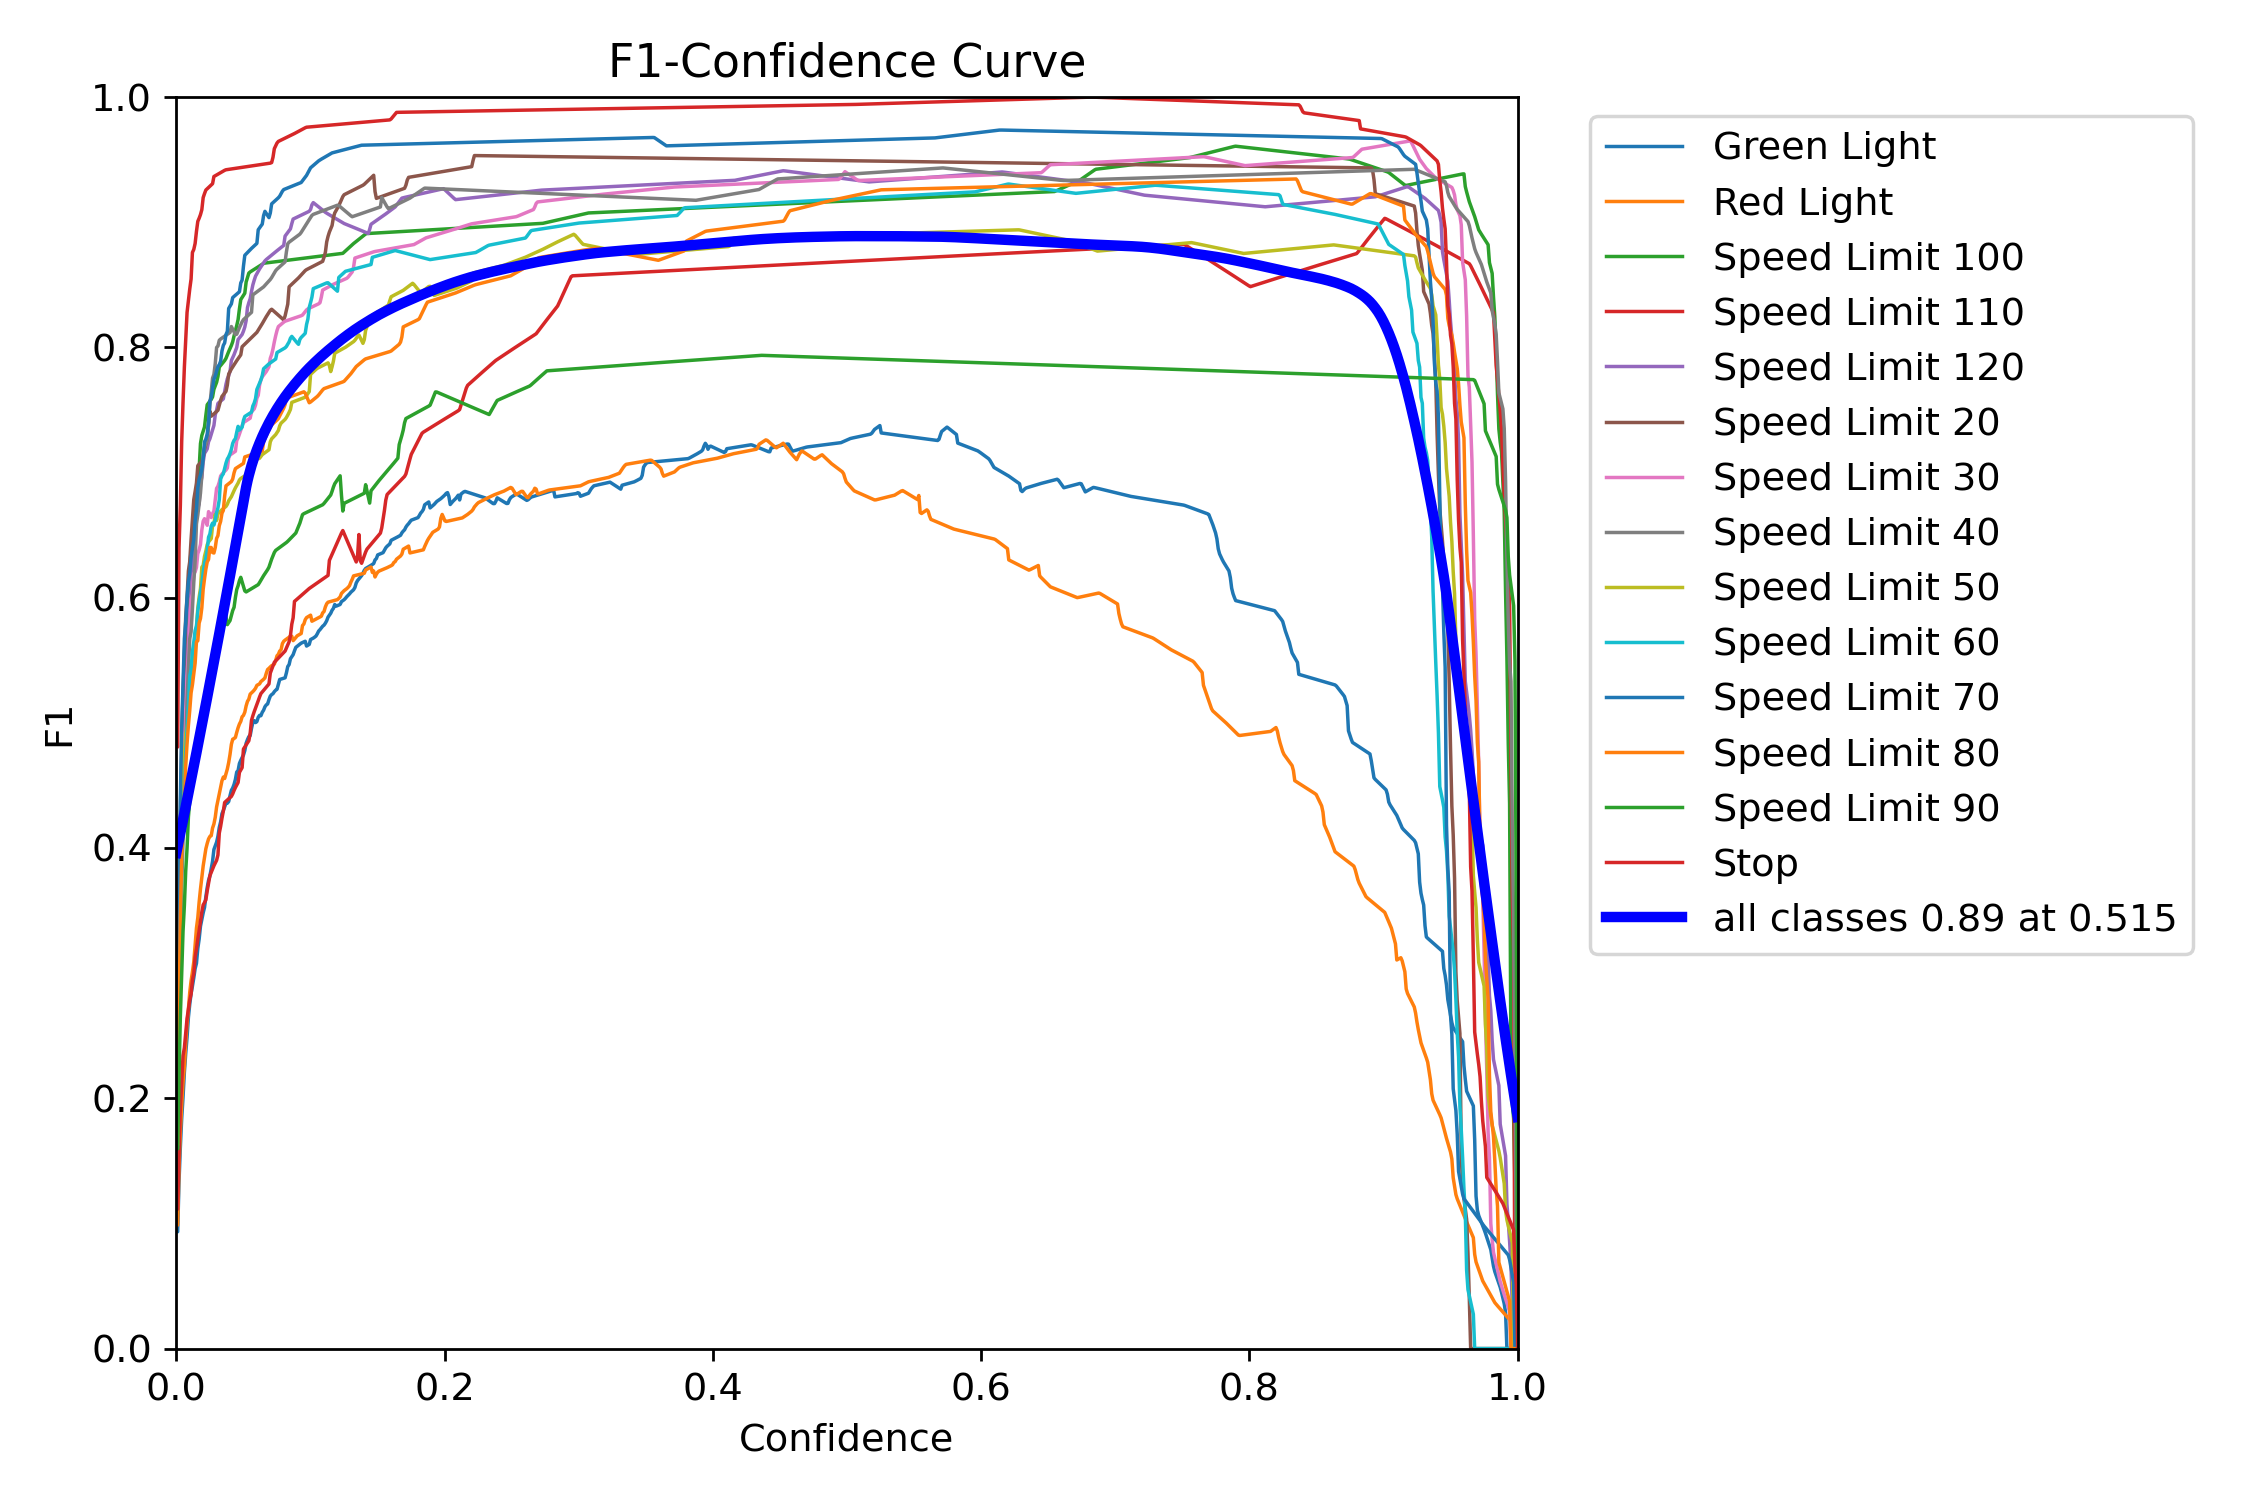 F1-Confidence Curve
1.0
0.8
0.6
0.4
0.2
0.0
F1
0.0 0.2 0.4 0.6 0.8 1.0
Confidence
Green Light
Red Light
Speed Limit 100
Speed Limit 110
Speed Limit 120
Speed Limit 20
Speed Limit 30
Speed Limit 40
Speed Limit 50
Speed Limit 60
Speed Limit 70
Speed Limit 80
Speed Limit 90
Stop
all classes 0.89 at 0.515